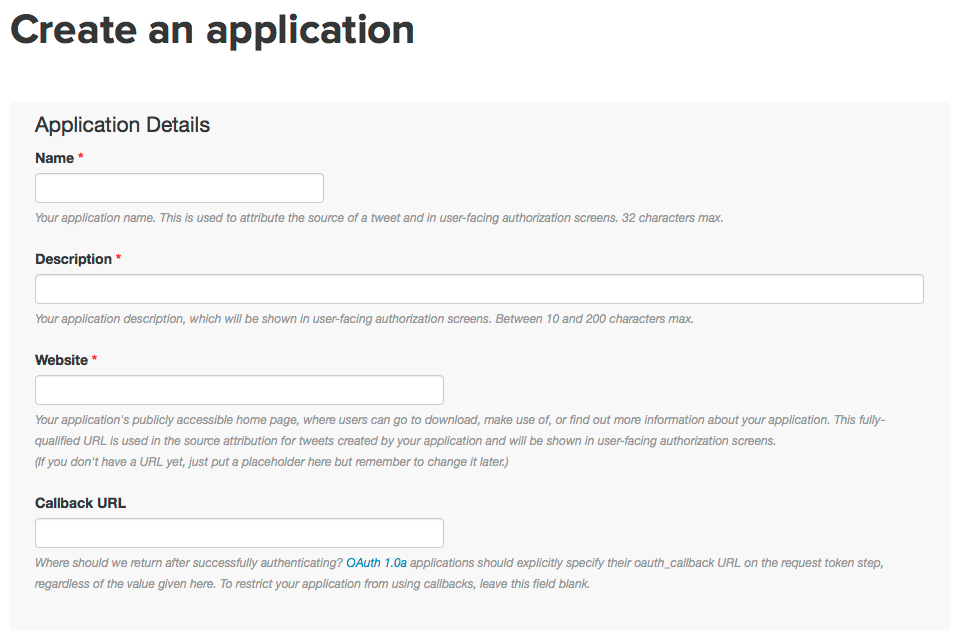 Create an application
Application Details
Name *
Your application name. This is used to attribute the source of a tweet and in user-facing authorization screens. 32 characters max.
Description *
Your application description, which will be shown in user-facing authorization screens. Between 10 and 200 characters max.
Website *
Your application's publicly accessible home page, where users can go to download, make use of, or find out more information about your application. This fully-
qualified URL is used in the source attribution for tweets created by your application and will be shown in user-facing authorization screens.
(If you don't have a URL yet, just put a placeholder here but remember to change it later.)
Callback URL
Where should we return after successfully authenticating? OAuth 1.0a applications should explicitly specify their oauth_callback URL on the request token step,
regardless of the value given here. To restrict your application from using callbacks, leave this field blank.